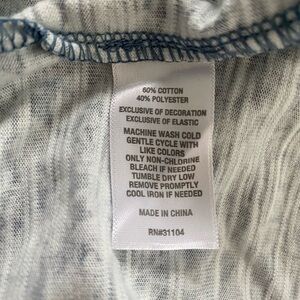 60% COTTON
40% POLYESTER
EXCLUSIVE OF DECORATION
EXCLUSIVE OF ELASTIC
MACHINE WASH COLD
GENTLE CYCLE WITH
LIKE COLORS
ONLY NON-CHLORINE
BLEACH IF NEEDED
TUMBLE DRY LOW
REMOVE PROMPTLY
COOL IRON IF NEEDED
MADE IN CHINA
RN#31104